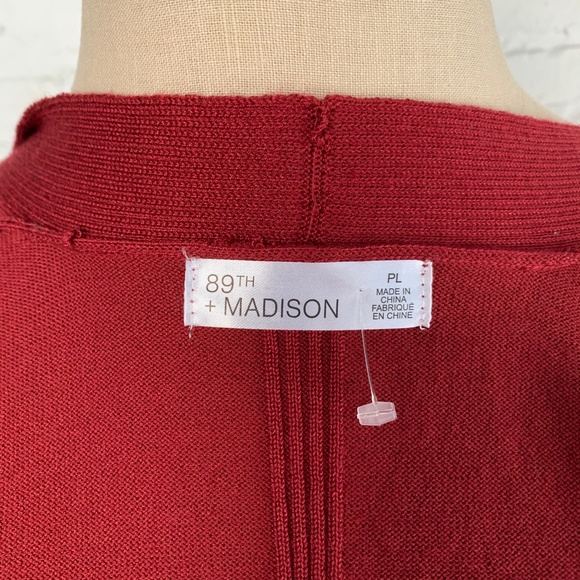 89TH
+ MADISON
PL
MADE IN
CHINA
FABRIQUÉ
EN CHINE